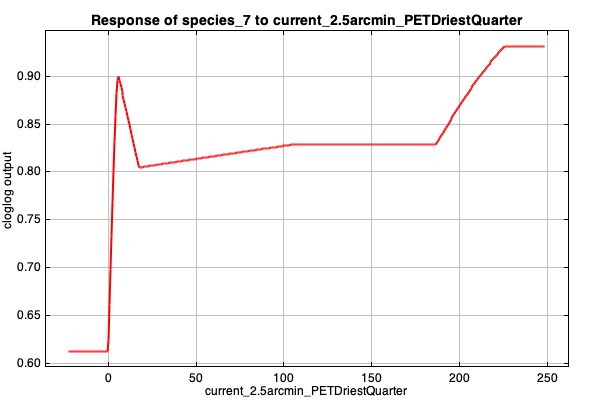 Response of species_7 to current_2.5arcmin_PETDriestQuarter
cloglog output
0.90
0.85
0.80
0.75
0.70
0.65
0.60
0 50 100 150 200 250
current_2.5arcmin_PETDriestQuarter